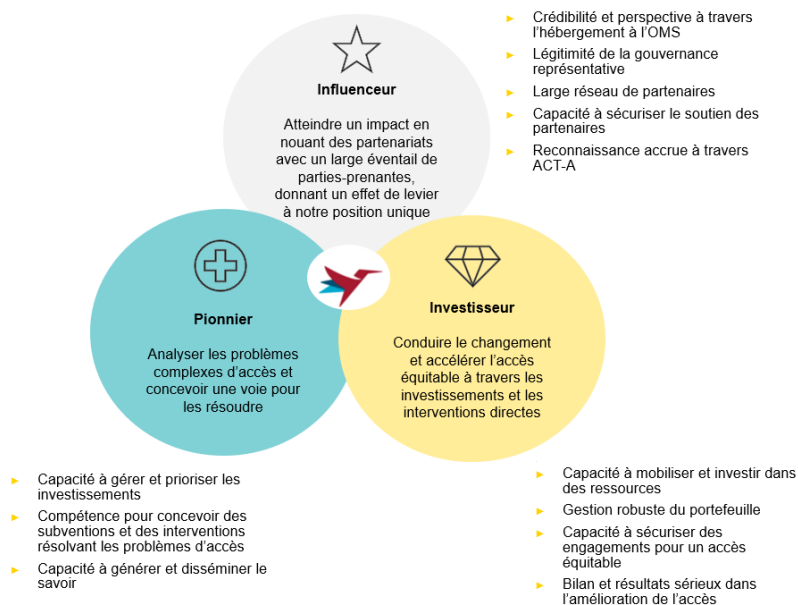 Influenceur
Atteindre un impact en
nouant des partenariats
avec un large éventail de
parties-prenantes,
donnant un effet de levier
à notre position unique
► Crédibilité et perspective à travers
l’hébergement à l’OMS
► Légitimité de la gouvernance
représentative
► Large réseau de partenaires
► Capacité à sécuriser le soutien des
partenaires
► Reconnaissance accrue à travers
ACT-A
Pionnier
Analyser les problèmes
complexes d’accès et
concevoir une voie pour
les résoudre
Investisseur
Conduire le changement
et accélérer l’accès
équitable à travers les
investissements et les
interventions directes
► Capacité à gérer et prioriser les
investissements
► Compétence pour concevoir des
subventions et des interventions
résolvant les problèmes d’accès
► Capacité à générer et disséminer le
savoir
► Capacité à mobiliser et investir dans
des ressources
► Gestion robuste du portefeuille
► Capacité à sécuriser des
engagements pour un accès
équitable
► Bilan et résultats sérieux dans
l’amélioration de l’accès